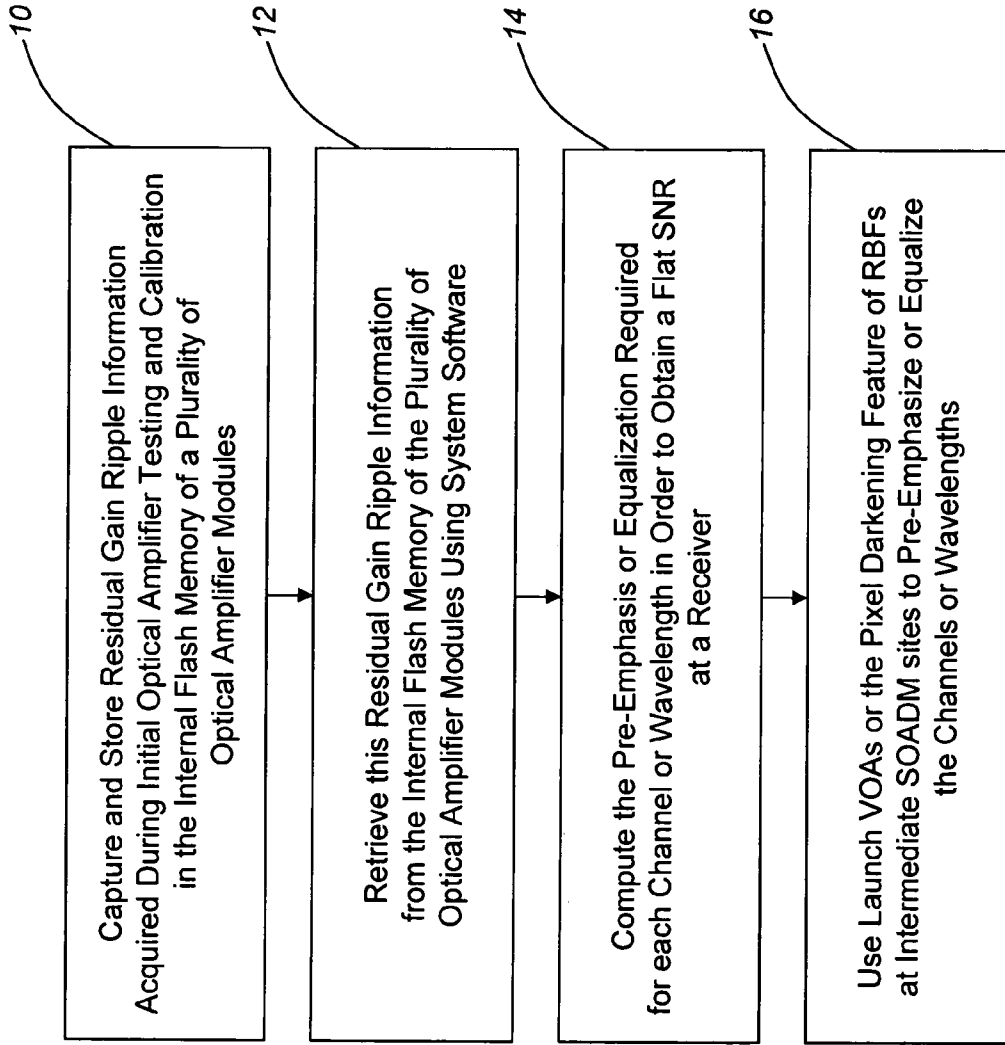 10
Capture and Store Residual Gain Ripple Information
Acquired During Initial Optical Amplifier Testing and Calibration
in the Internal Flash Memory of a Plurality of
Optical Amplifier Modules
12
Retrieve this Residual Gain Ripple Information
from the Internal Flash Memory of the Plurality of
Optical Amplifier Modules Using System Software
14
Compute the Pre-Emphasis or Equalization Required
for each Channel or Wavelength in Order to Obtain a Flat SNR
at a Receiver
16
Use Launch VOAs or the Pixel Darkening Feature of RBFs
at Intermediate SOADM sites to Pre-Emphasize or Equalize
the Channels or Wavelengths